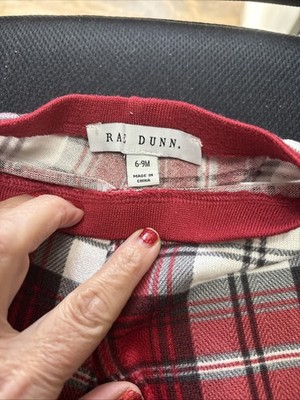 RAE DUNN.
6-9M
MADE IN
CHINA